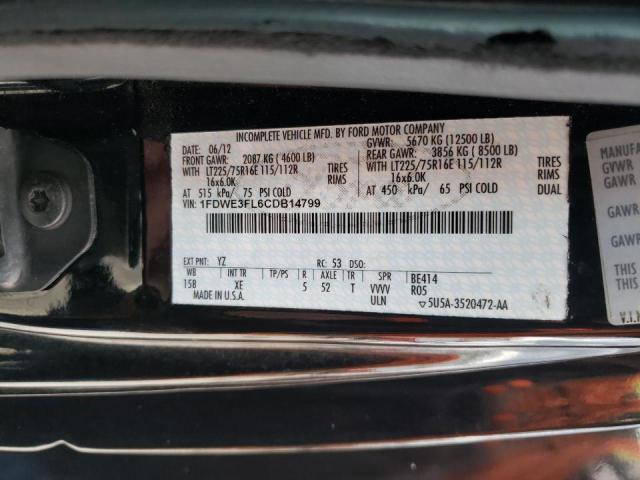 INCOMPLETE VEHICLE MFD. BY FORD MOTOR COMPANY
DATE: 06/12 GVWR: 5670 KG (12500 LB)
FRONT GAWR: 2087 KG (4600 LB) REAR GAWR: 3856 KG (8500 LB)
WITH LT225/75R16E 115/112R TIRES WITH LT225/75R16E 115/112R TIRES
16x6.0K RIMS 16x6.0K RIMS
AT 515 kPa/ 75 PSI COLD AT 450 kPa/ 65 PSI COLD DUAL
VIN: 1FDWE3FL6CDB14799
EXT PNT: YZ RC: 53 DSO:
WB INT TR TP/PS R AXLE TR SPR BE414
158 XE 5 52 T VVVV R05
MADE IN U.S.A. ULN ▽5U5A-3520472-AA
MANUFA
GVWR
GAWR
GAWR
GAWR
THIS
THIS
V.I.N